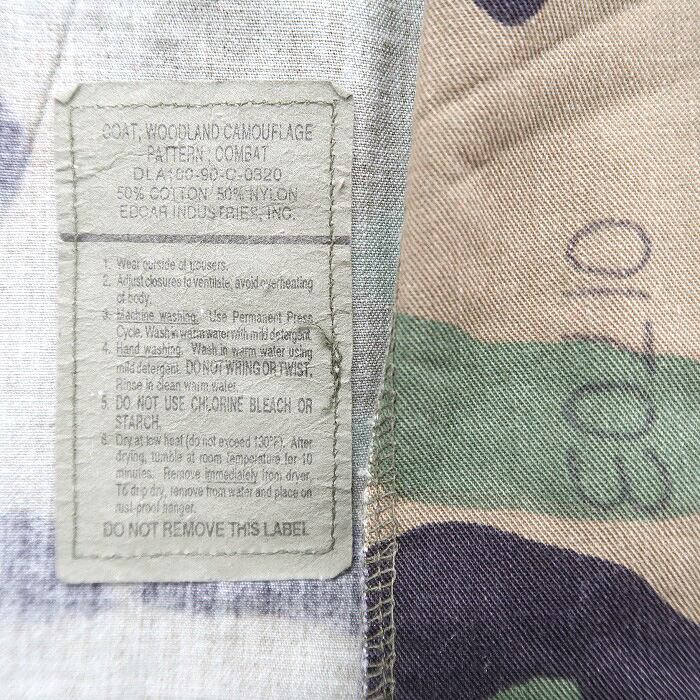 COAT, WOODLAND CAMOUFLAGE
PATTERN : COMBAT
DLA100-90-C-0320
50% COTTON 50% NYLON
EDCAR INDUSTRIES, INC.
1. Wear outside of trousers.
2. Adjust closures to ventilate, avoid overheating
of body.
3. Machine washing. Use Permanent Press
Cycle. Wash in warm water with mild detergent.
4. Hand washing. Wash in warm water using
mild detergent. DO NOT WRING OR TWIST.
Rinse in clean warm water.
5. DO NOT USE CHLORINE BLEACH OR
STARCH.
6. Dry at low heat (do not exceed 130°F). After
drying, tumble at room temperature for 10
minutes. Remove immediately from dryer.
To drip dry, remove from water and place on
rust-proof hanger.
DO NOT REMOVE THIS LABEL